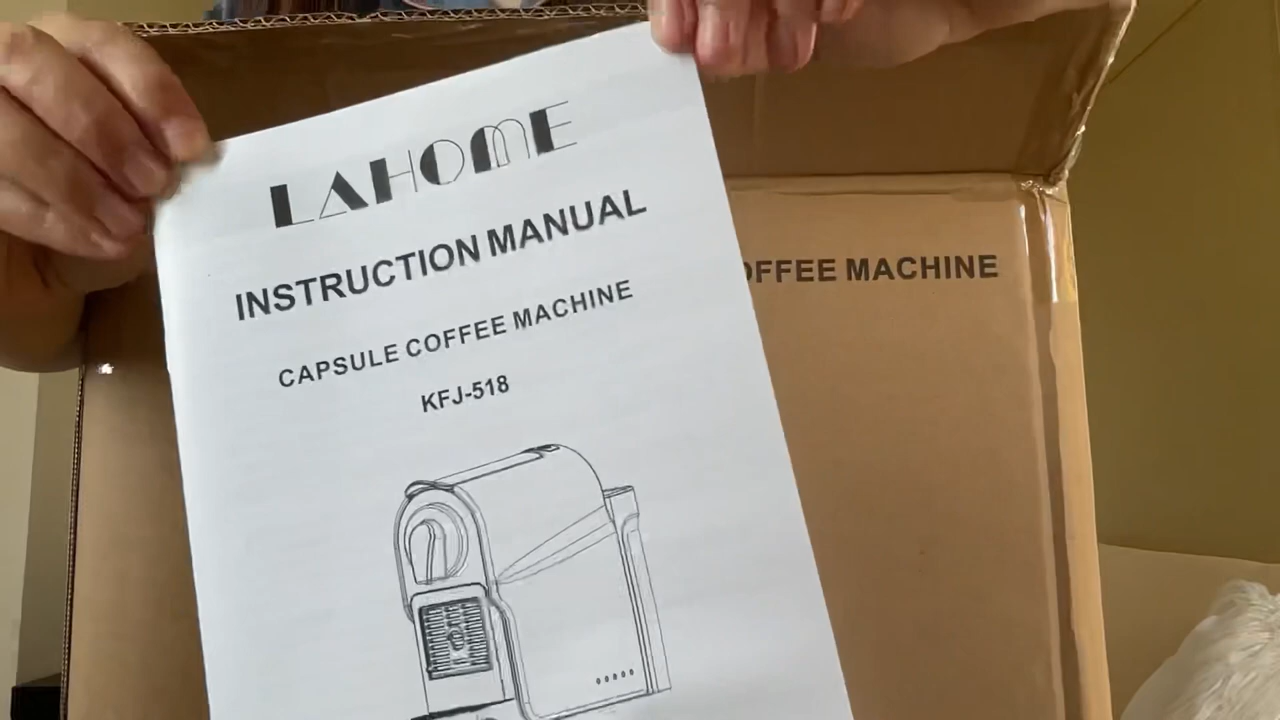 LAHOME
INSTRUCTION MANUAL
CAPSULE COFFEE MACHINE
KFJ-518
OFFEE MACHINE